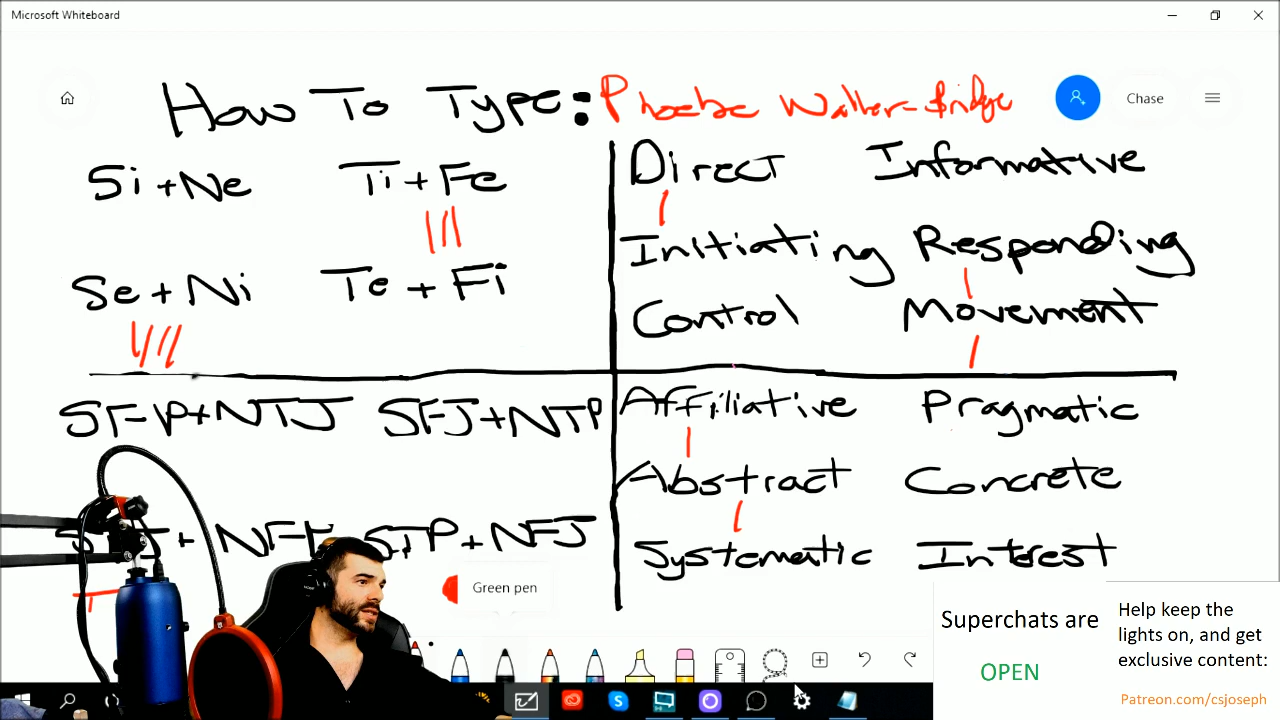 Microsoft Whiteboard
How To Type: Phoebe Waller-Bridge
Chase
Si + Ne Ti + Fe
Se + Ni Te + Fi
Direct Informative
Initiating Responding
Control Movement
SFP + NTJ SFJ + NTP
+ NFP STP + NFJ
Affiliative Pragmatic
Abstract Concrete
Systematic Interest
Green pen
Superchats are
OPEN
Help keep the
lights on, and get
exclusive content:
Patreon.com/csjoseph